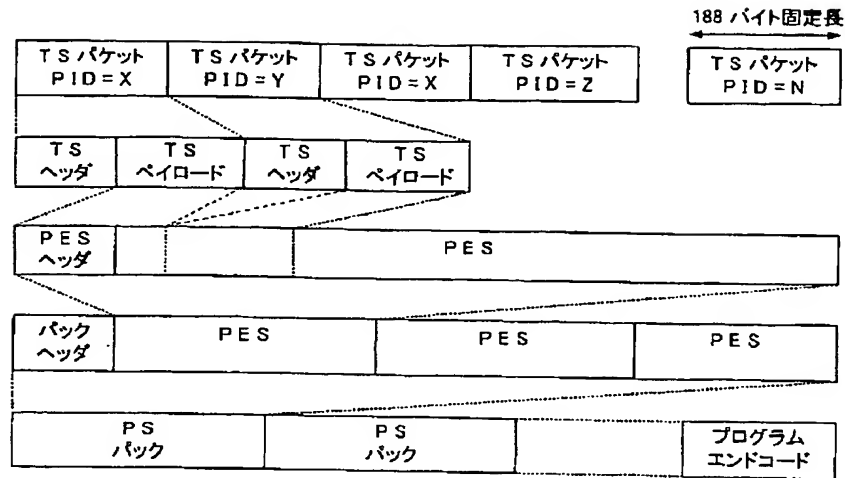 188 バイト固定長
TS パケット TS パケット TS パケット TS パケット TS パケット
PID=X PID=Y PID=X PID=Z PID=N
TS TS TS TS
ヘッダ ペイロード ヘッダ ペイロード
PES
ヘッダ
PES
パック
ヘッダ
PES PES PES
PS PS プログラム
パック パック エンドコード